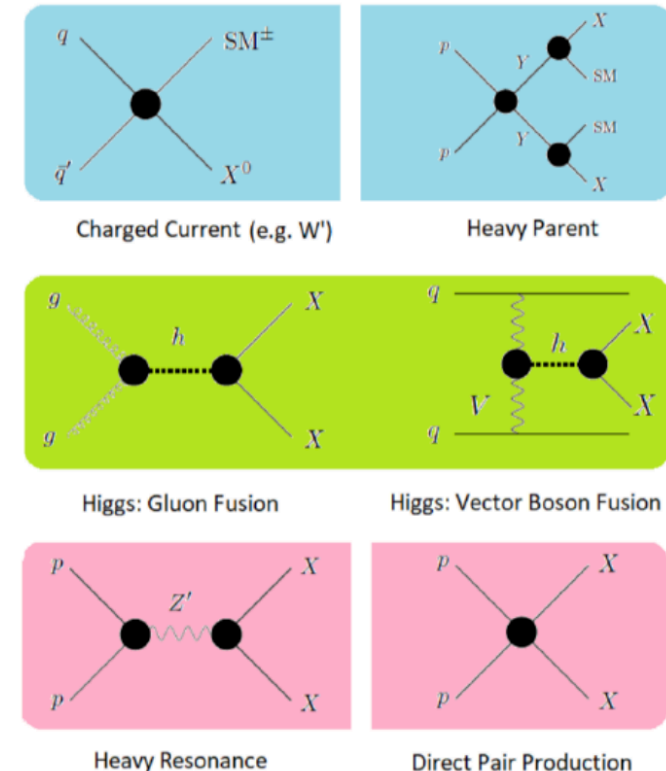 q SM± X Y SM
q̄′ X⁰ p p Y SM X
Charged Current (e.g. W') Heavy Parent
g h X g X
q h X V q X
Higgs: Gluon Fusion Higgs: Vector Boson Fusion
p Z′ X p X
p X p X
Heavy Resonance Direct Pair Production